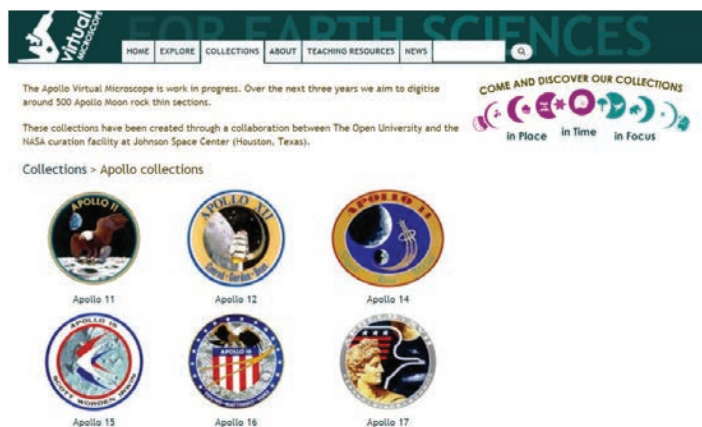 FOR EARTH SCIENCES
virtual
MICROSCOPE
HOME EXPLORE COLLECTIONS ABOUT TEACHING RESOURCES NEWS
The Apollo Virtual Microscope is work in progress. Over the next three years we aim to digitise
around 500 Apollo Moon rock thin sections.
These collections have been created through a collaboration between The Open University and the
NASA curation facility at Johnson Space Center (Houston, Texas).
COME AND DISCOVER OUR COLLECTIONS
in Place in Time in Focus
Collections > Apollo collections
APOLLO 11
APOLLO XII
Apollo 11 Apollo 12 Apollo 14
APOLLO 15
SCOTT WORDEN IRWIN
APOLLO 16
Apollo 15 Apollo 16 Apollo 17